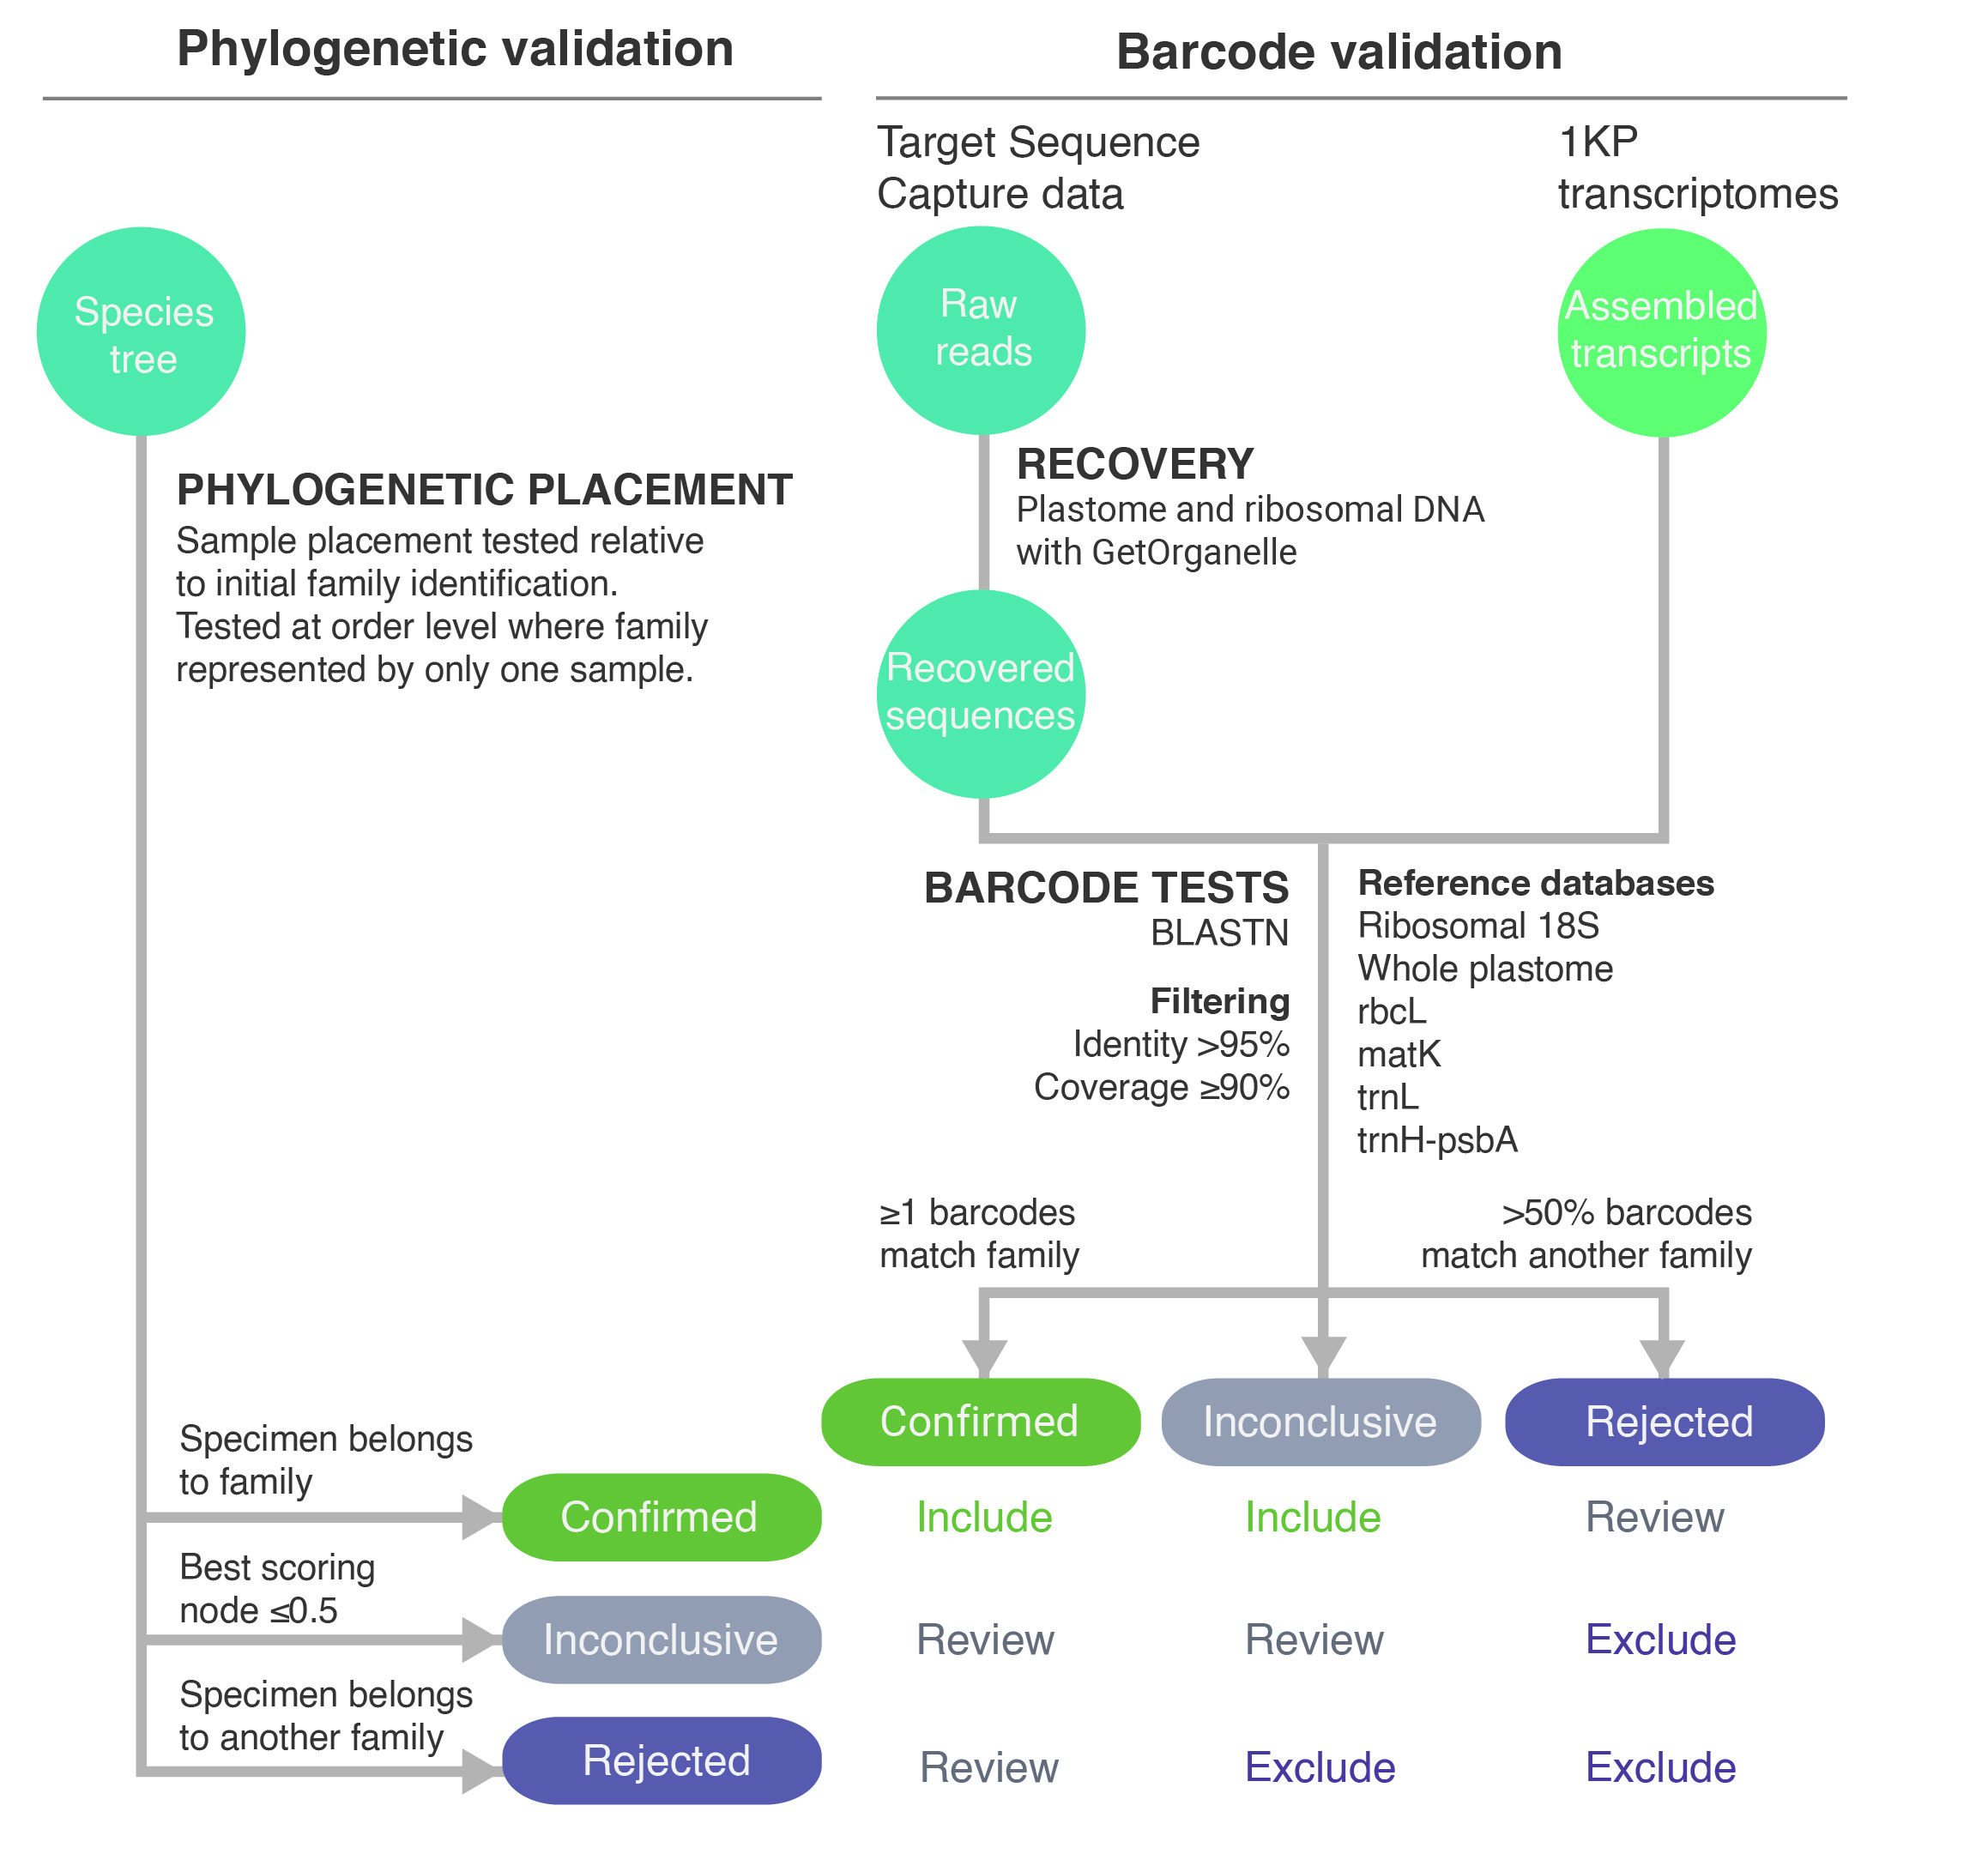 Phylogenetic validation
Species
tree
PHYLOGENETIC PLACEMENT
Sample placement tested relative
to initial family identification.
Tested at order level where family
represented by only one sample.
Barcode validation
Target Sequence
Capture data
1KP
transcriptomes
Raw
reads
Assembled
transcripts
RECOVERY
Plastome and ribosomal DNA
with GetOrganelle
Recovered
sequences
BARCODE TESTS
BLASTN
Filtering
Identity >95%
Coverage ≥90%
Reference databases
Ribosomal 18S
Whole plastome
rbcL
matK
trnL
trnH-psbA
≥1 barcodes
match family
>50% barcodes
match another family
Confirmed Inconclusive Rejected
Specimen belongs
to family
Confirmed Include Include Review
Best scoring
node ≤0.5
Inconclusive Review Review Exclude
Specimen belongs
to another family
Rejected Review Exclude Exclude